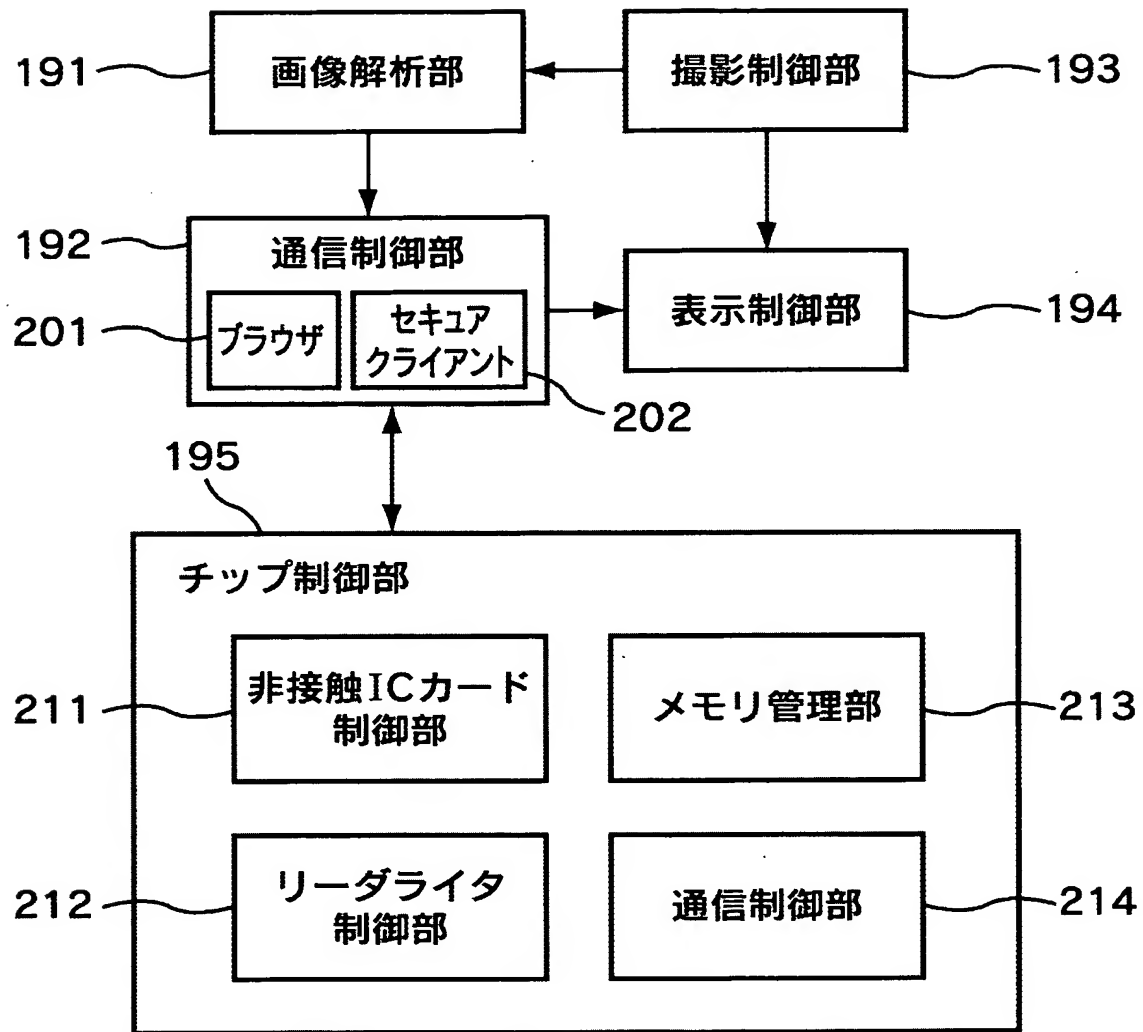 191
画像解析部
撮影制御部
193
192
通信制御部
201
ブラウザ
セキュア
クライアント
202
表示制御部
194
195
チップ制御部
211
非接触ICカード
制御部
メモリ管理部
213
212
リーダライタ
制御部
通信制御部
214